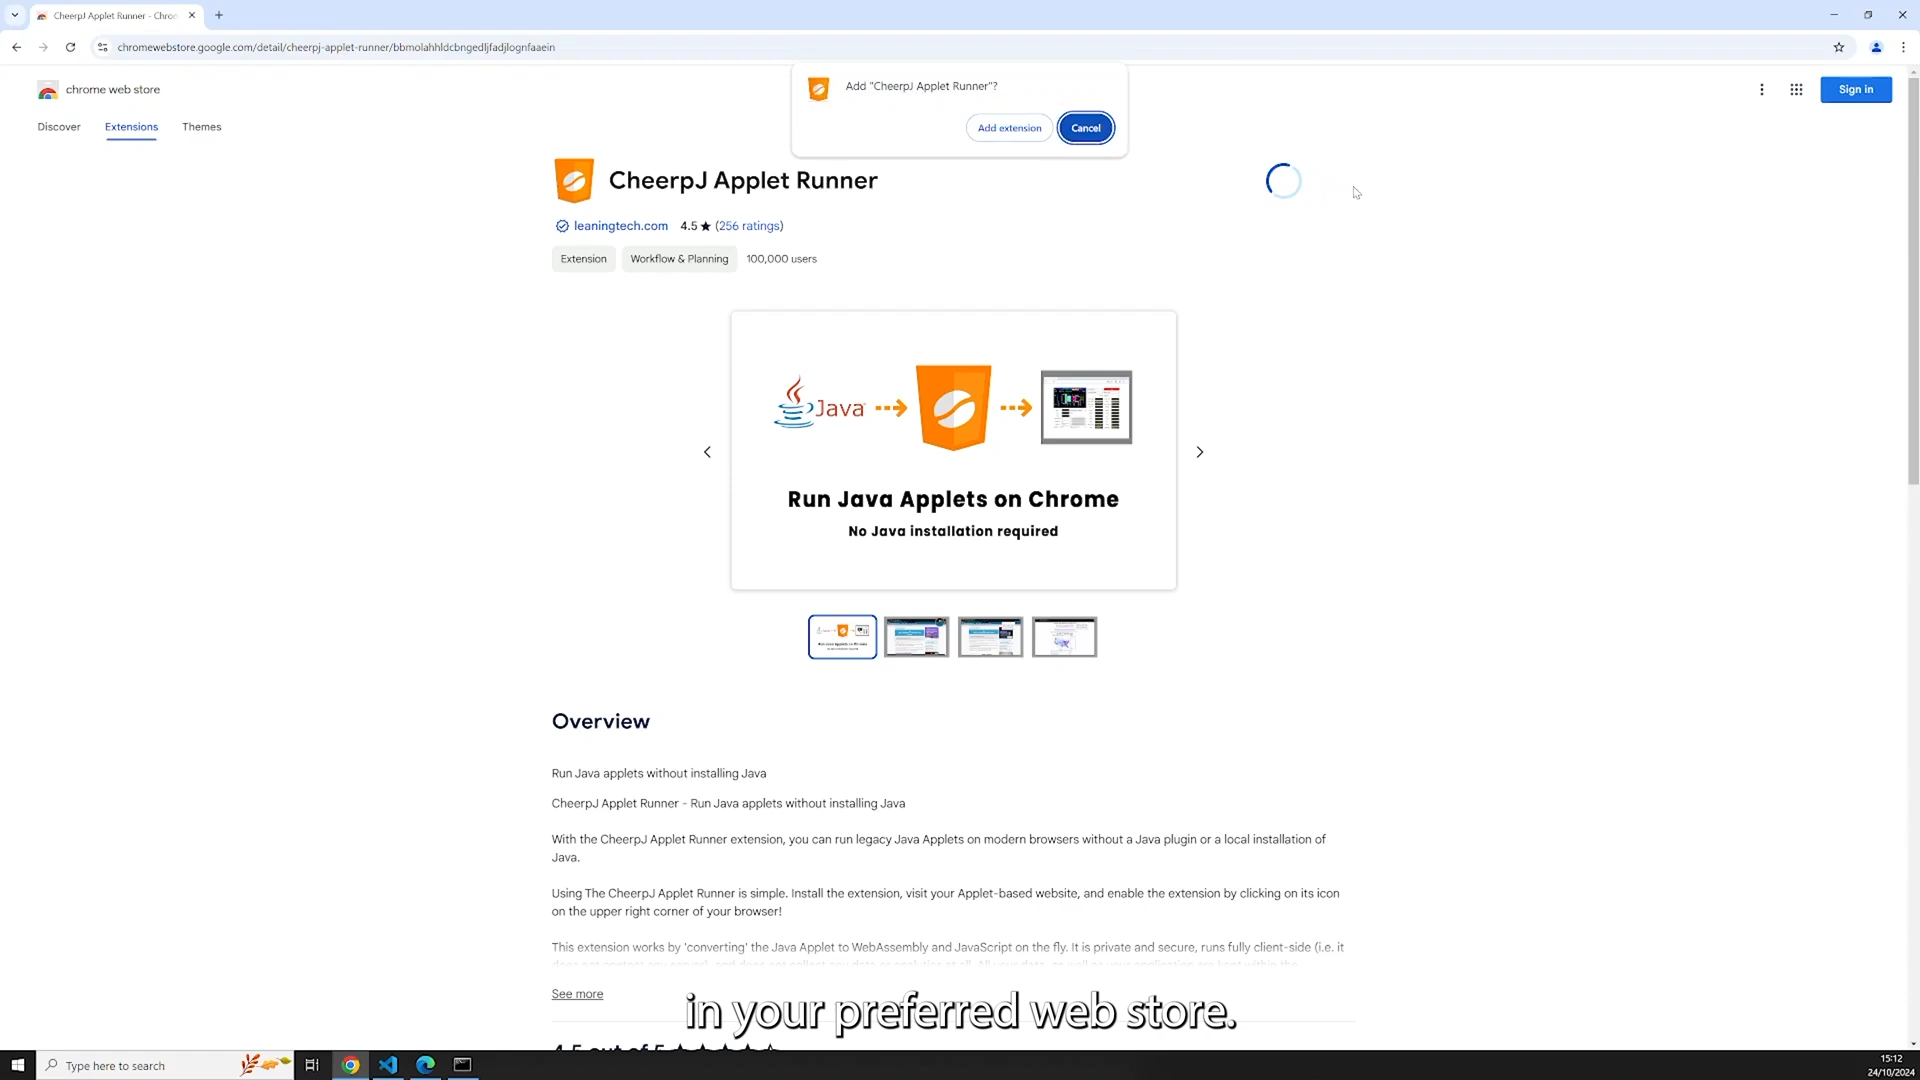 CheerpJ Applet Runner - Chron
chromewebstore.google.com/detail/cheerpj-applet-runner/bbmolahhldcbngedljfadjlognfaaein
chrome web store
Add "CheerpJ Applet Runner"?
Add extension
Cancel
Sign in
Discover
Extensions
Themes
CheerpJ Applet Runner
leaningtech.com 4.5★ (256 ratings)
Extension
Workflow & Planning
100,000 users
Java
Run Java Applets on Chrome
No Java installation required
Overview
Run Java applets without installing Java
CheerpJ Applet Runner - Run Java applets without installing Java
With the CheerpJ Applet Runner extension, you can run legacy Java Applets on modern browsers without a Java plugin or a local installation of
Java.
Using The CheerpJ Applet Runner is simple. Install the extension, visit your Applet-based website, and enable the extension by clicking on its icon
on the upper right corner of your browser!
This extension works by 'converting' the Java Applet to WebAssembly and JavaScript on the fly. It is private and secure, runs fully client-side (i.e. it
See more
in your preferred web store.
4.5 out of 5
Type here to search
15:12
24/10/2024